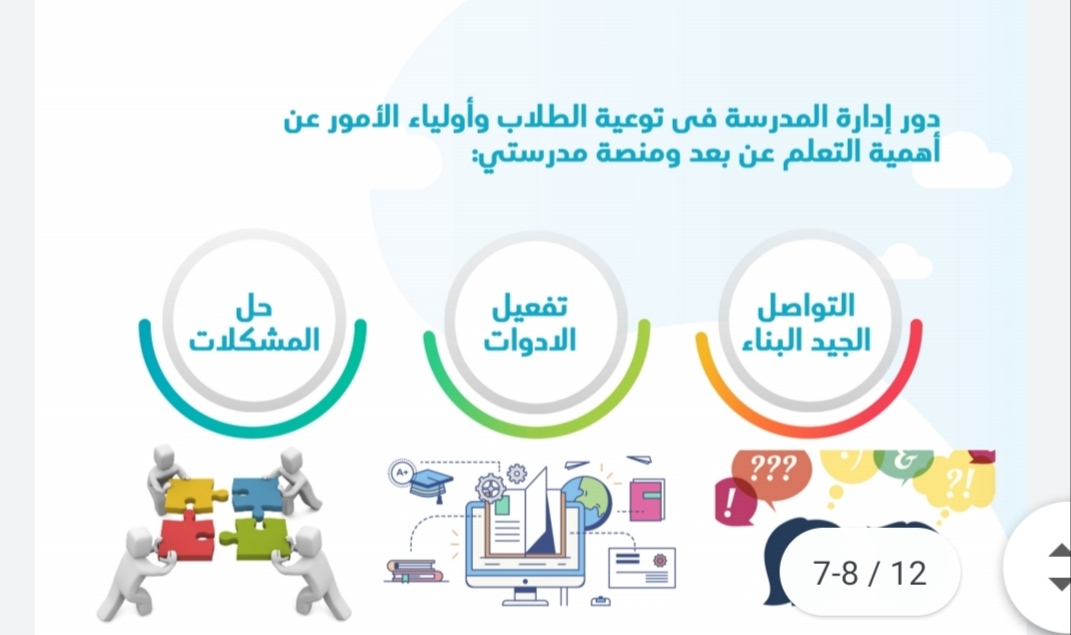 دور إدارة المدرسة فى توعية الطلاب وأولياء الأمور عن
أهمية التعلم عن بعد ومنصة مدرستي:
التواصل
الجيد البناء
تفعيل
الادوات
حل
المشكلات
A+
???
!
&
?!
7-8 / 12